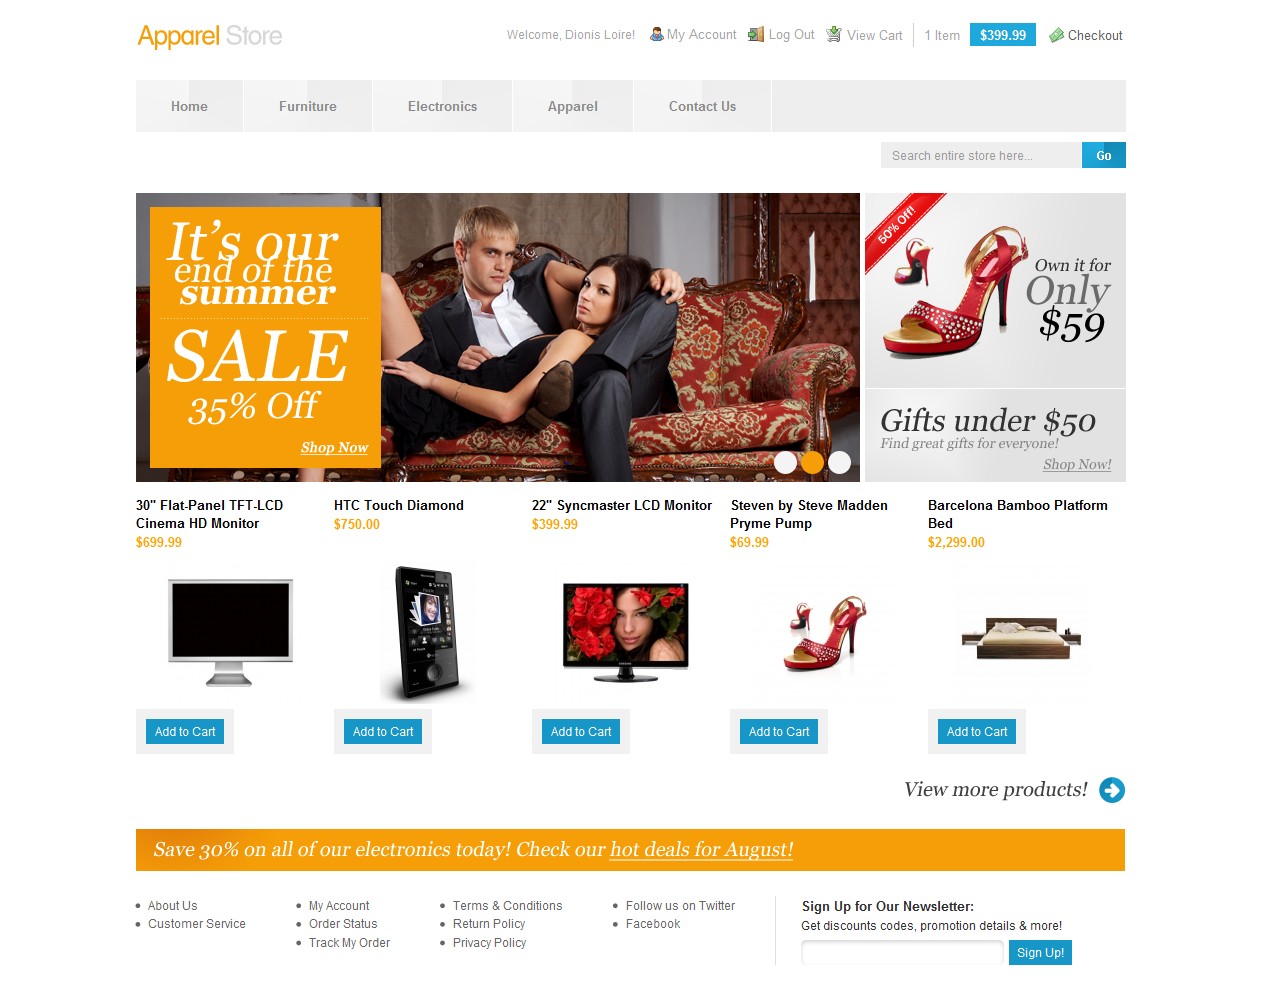 Apparel Store
Welcome, Dionis Loire! My Account Log Out View Cart 1 Item $399.99 Checkout
Home Furniture Electronics Apparel Contact Us
Search entire store here... Go
It's our
end of the
summer
SALE
35% Off
Shop Now
50% Off!
Own it for
Only
$59
Gifts under $50
Find great gifts for everyone!
Shop Now!
30" Flat-Panel TFT-LCD
Cinema HD Monitor
$699.99
HTC Touch Diamond
$750.00
22" Syncmaster LCD Monitor
$399.99
Steven by Steve Madden
Pryme Pump
$69.99
Barcelona Bamboo Platform
Bed
$2,299.00
Add to Cart Add to Cart Add to Cart Add to Cart Add to Cart
View more products!
Save 30% on all of our electronics today! Check our hot deals for August!
About Us
Customer Service
My Account
Order Status
Track My Order
Terms & Conditions
Return Policy
Privacy Policy
Follow us on Twitter
Facebook
Sign Up for Our Newsletter:
Get discounts codes, promotion details & more!
Sign Up!